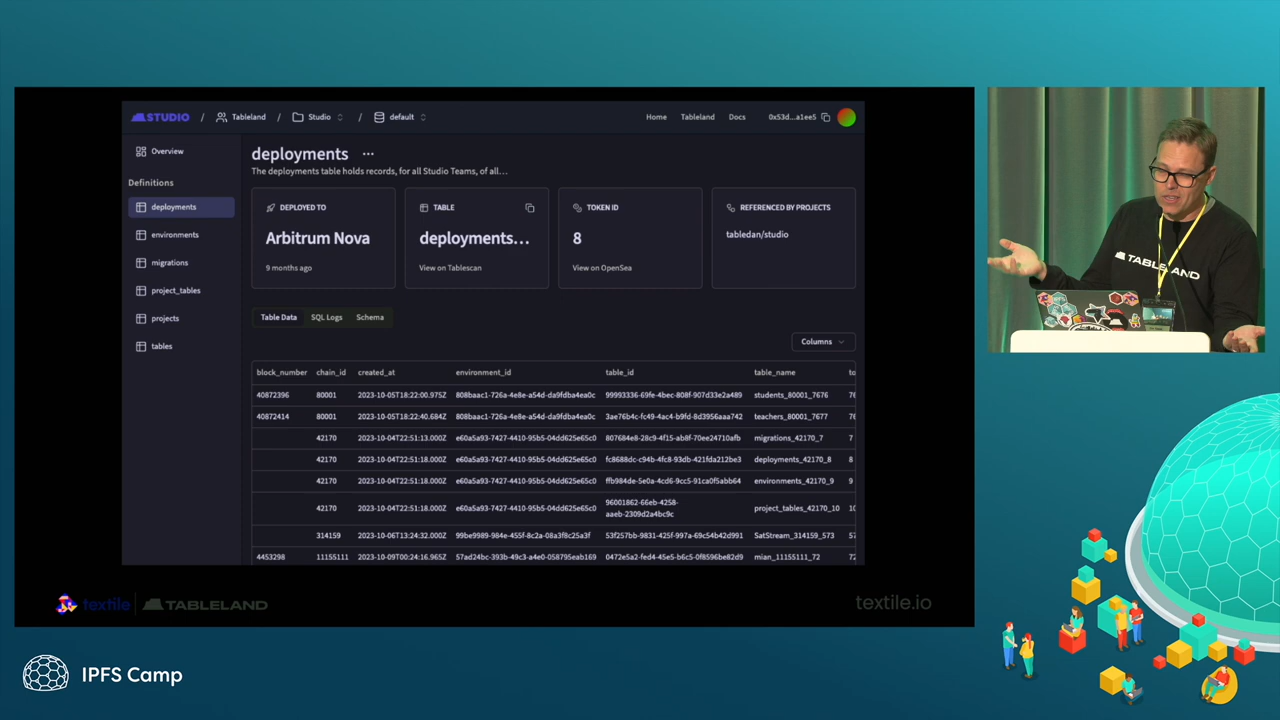 STUDIO / Tableland / Studio / default Home Tableland Docs 0x53d...a1ee5
Overview
Definitions
deployments
environments
migrations
project_tables
projects
tables
deployments ...
The deployments table holds records, for all Studio Teams, of all...
DEPLOYED TO
Arbitrum Nova
9 months ago
TABLE
deployments...
View on Tablescan
TOKEN ID
8
View on OpenSea
REFERENCED BY PROJECTS
tabledan/studio
Table Data SQL Logs Schema
Columns
block_number chain_id created_at environment_id table_id table_name to
40872396 80001 2023-10-05T18:22:00.975Z 808baac1-726a-4e8e-a54d-da9fdba4ea0c 99993336-69fe-4bec-808f-907d33e2a489 students_80001_7676 76
40872414 80001 2023-10-05T18:22:40.684Z 808baac1-726a-4e8e-a54d-da9fdba4ea0c 3ae76b4c-fc49-4ac4-b9fd-8d3956aaa742 teachers_80001_7677 76
42170 2023-10-04T22:51:13.000Z e60a5a93-7427-4410-95b5-04dd625e65c0 807684e8-28c9-4f15-ab8f-70ee24710afb migrations_42170_7 7
42170 2023-10-04T22:51:18.000Z e60a5a93-7427-4410-95b5-04dd625e65c0 fc8688dc-c94b-4fc8-93db-421fda212be3 deployments_42170_8 8
42170 2023-10-04T22:51:18.000Z e60a5a93-7427-4410-95b5-04dd625e65c0 ffb984de-5e0a-4cd6-9cc5-91ca0f5abb64 environments_42170_9 9
42170 2023-10-04T22:51:18.000Z e60a5a93-7427-4410-95b5-04dd625e65c0 96001862-66eb-4258-
aaeb-2309d2a4bc9c project_tables_42170_10 10
314159 2023-10-06T13:24:32.000Z 99be9989-984e-455f-8c2a-08a3f8c25a3f 53f257bb-9831-425f-997a-69c54b42d991 SatStream_314159_573 57
4453298 11155111 2023-10-09T00:24:16.965Z 57ad24bc-393b-49c3-a4e0-058795eab169 0472e5a2-fed4-45e5-b6c5-0f8596be82d9 mian_11155111_72 72
textile | TABLELAND
textile.io
TABLELAND
IPFS Camp